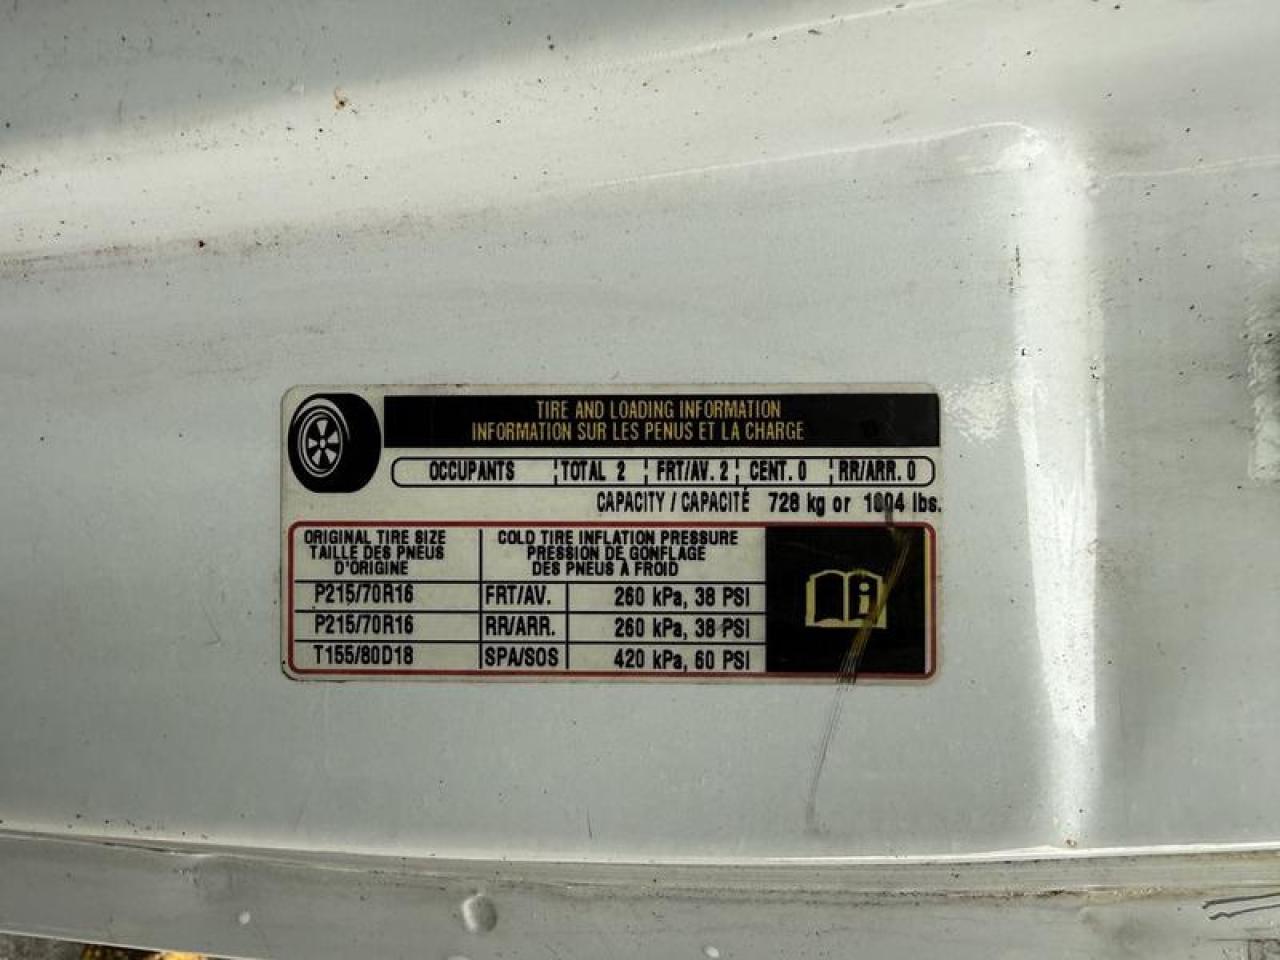 TIRE AND LOADING INFORMATION
INFORMATION SUR LES PENUS ET LA CHARGE
OCCUPANTS TOTAL 2 FRT/AV. 2 CENT. 0 RR/ARR. 0
CAPACITY / CAPACITÉ 728 kg or 1604 lbs.
ORIGINAL TIRE SIZE
TAILLE DES PNEUS
D'ORIGINE
COLD TIRE INFLATION PRESSURE
PRESSION DE GONFLAGE
DES PNEUS À FROID
P215/70R16 FRT/AV. 260 kPa, 38 PSI
P215/70R16 RR/ARR. 260 kPa, 38 PSI
T155/80D18 SPA/SOS 420 kPa, 60 PSI